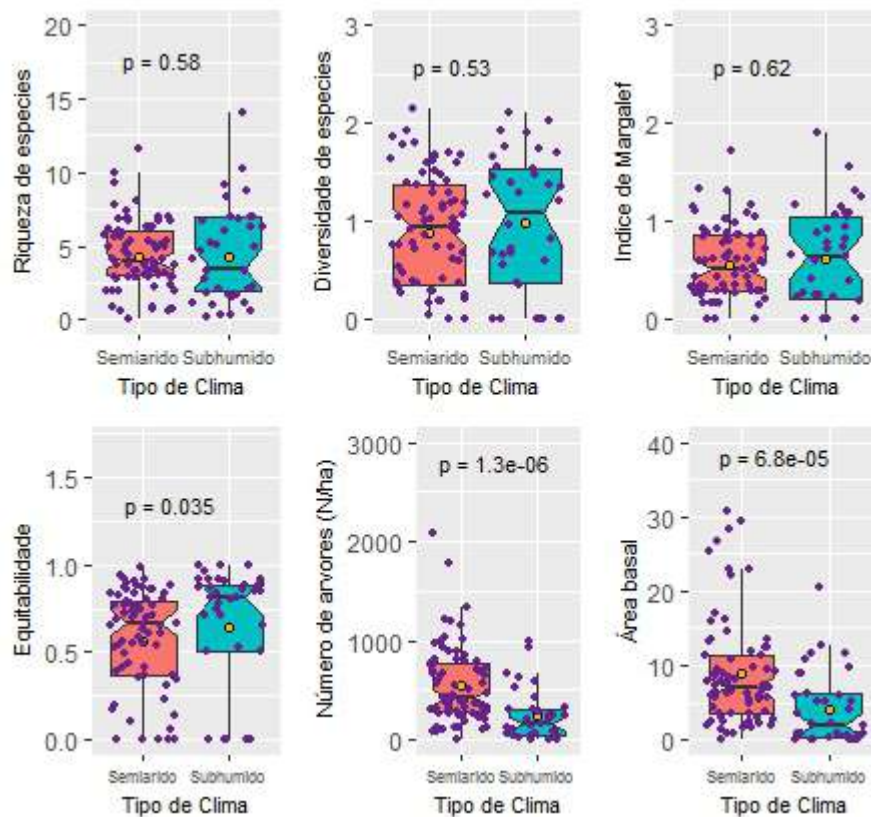 Riqueza de especies
20
15
10
5
0
p = 0.58
Semiarido Subhumido
Tipo de Clima
Diversidade de especies
3
2
1
0
p = 0.53
Semiarido Subhumido
Tipo de Clima
Indice de Margalef
3
2
1
0
p = 0.62
Semiarido Subhumido
Tipo de Clima
Equitabilidade
1.5
1.0
0.5
0.0
p = 0.035
Semiarido Subhumido
Tipo de Clima
Número de arvores (N/ha)
3000
2000
1000
0
p = 1.3e-06
Semiarido Subhumido
Tipo de Clima
Área basal
40
30
20
10
0
p = 6.8e-05
Semiarido Subhumido
Tipo de Clima